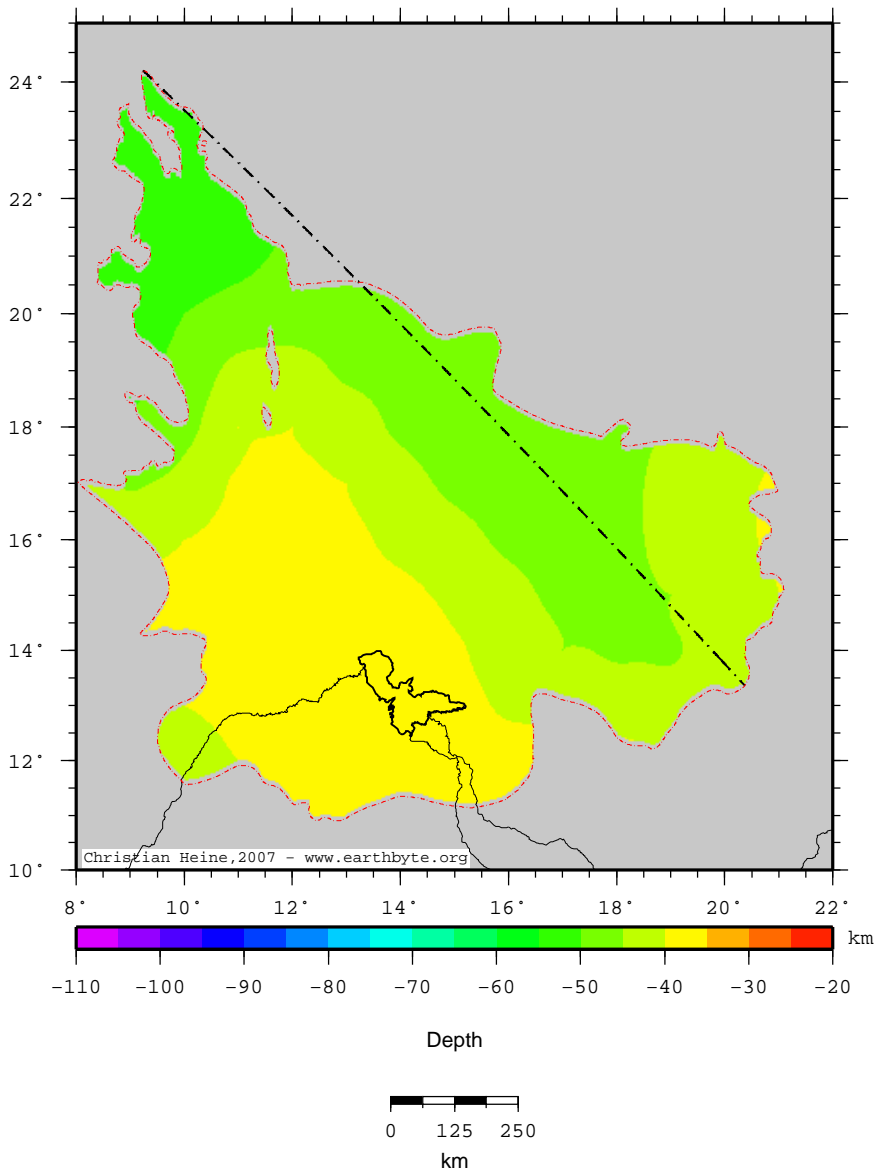 24°
22°
20°
18°
16°
14°
12°
10°
Christian Heine,2007 - www.earthbyte.org
8° 10° 12° 14° 16° 18° 20° 22°
km
-110 -100 -90 -80 -70 -60 -50 -40 -30 -20
Depth
0 125 250
km